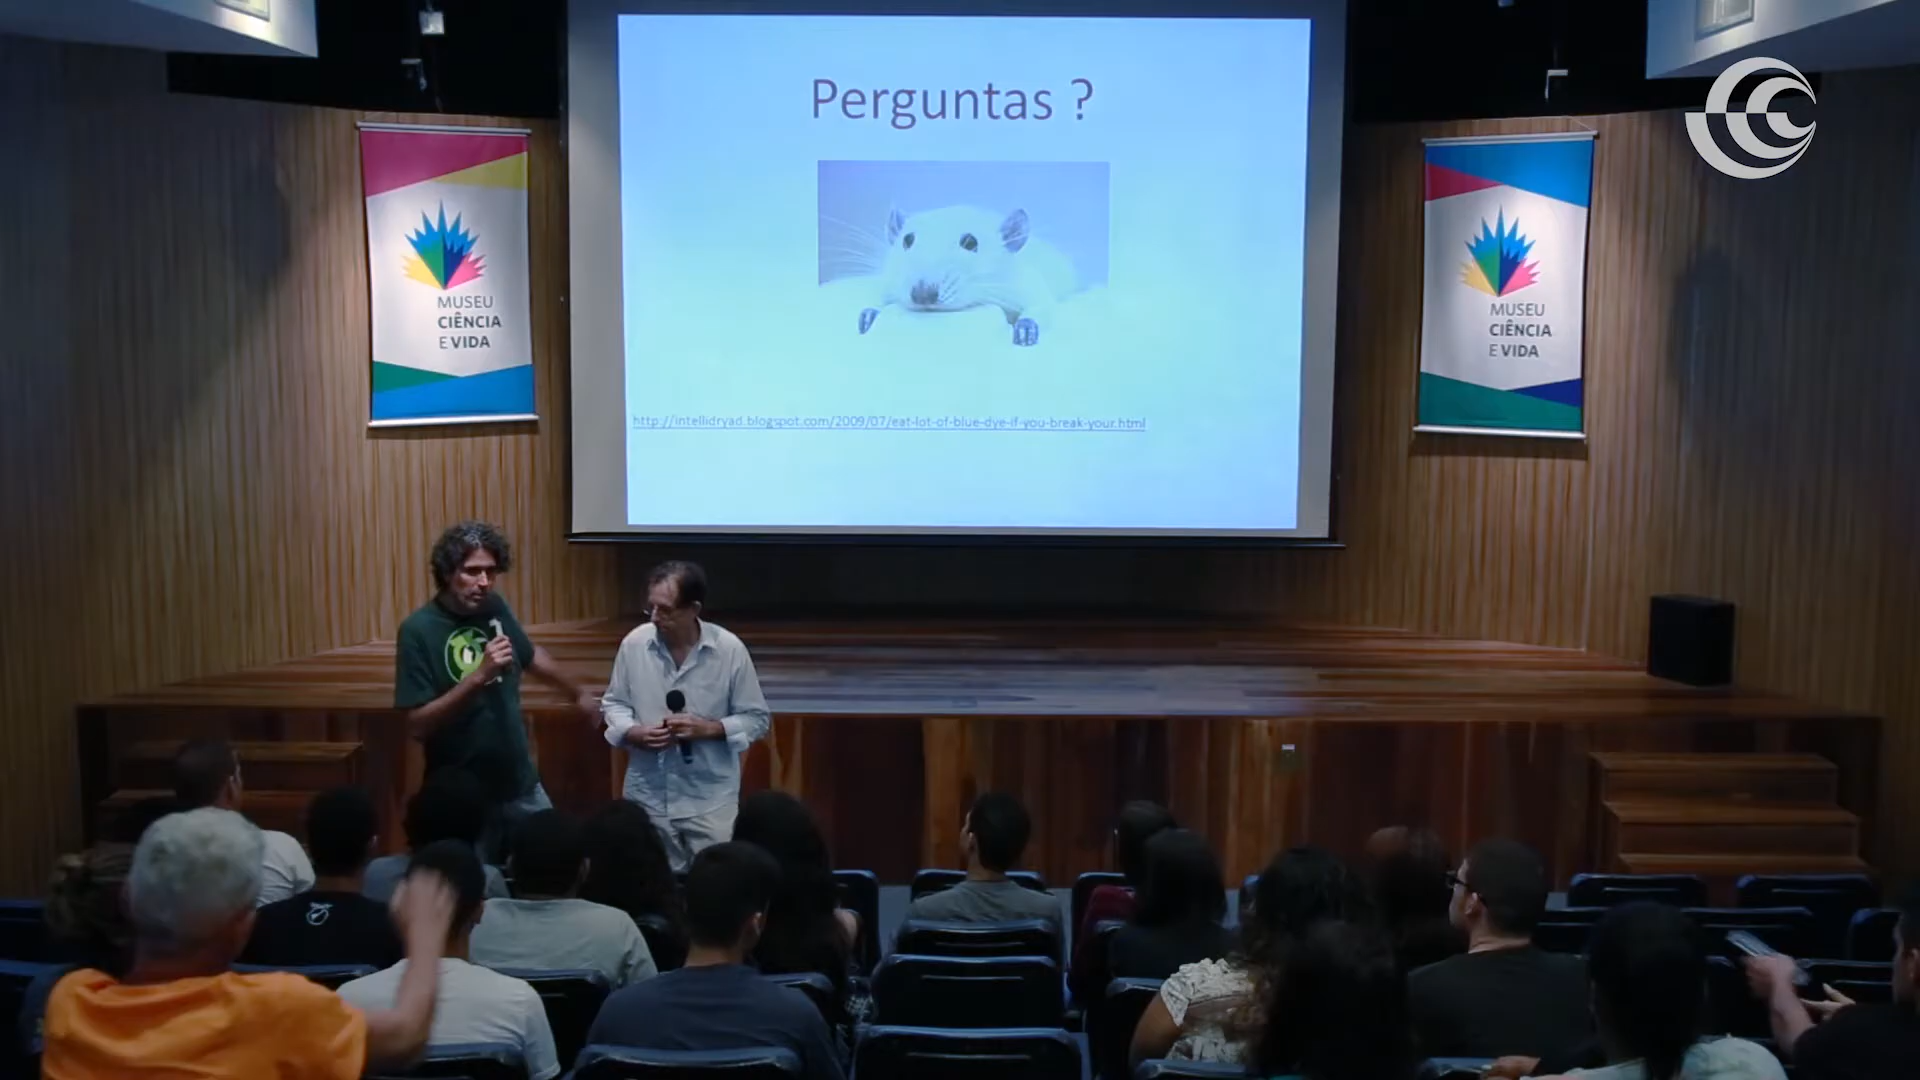 Perguntas ?
http://intellidryad.blogspot.com/2009/07/eat-lot-of-blue-dye-if-you-break-your.html
MUSEU
CIÊNCIA
E VIDA
MUSEU
CIÊNCIA
E VIDA